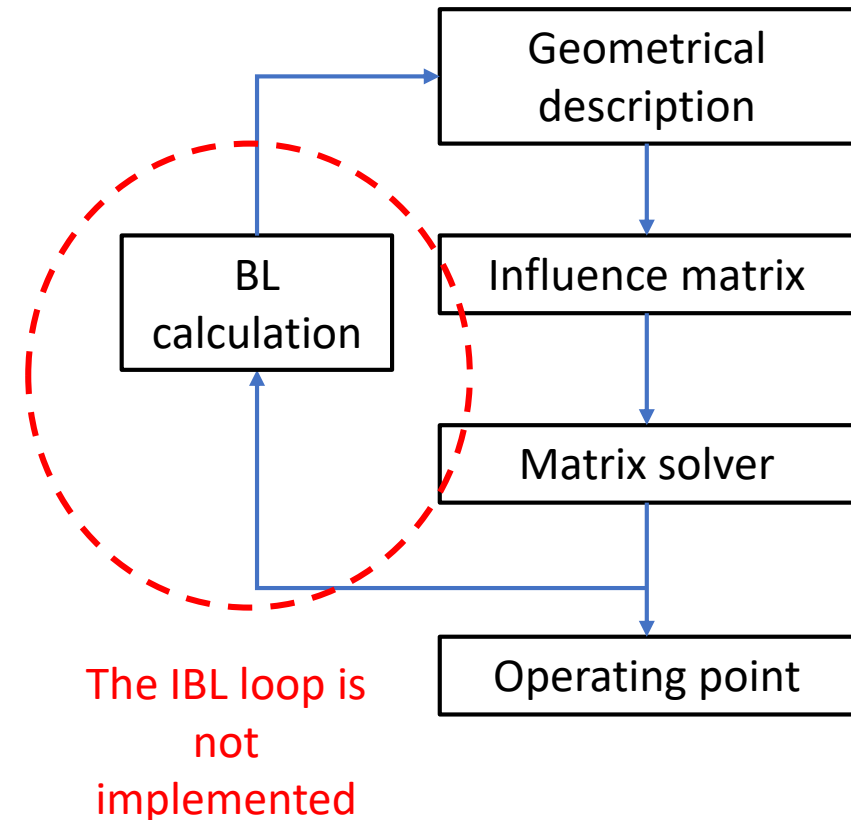 Geometrical
description
BL
calculation
Influence matrix
Matrix solver
Operating point
The IBL loop is
not
implemented